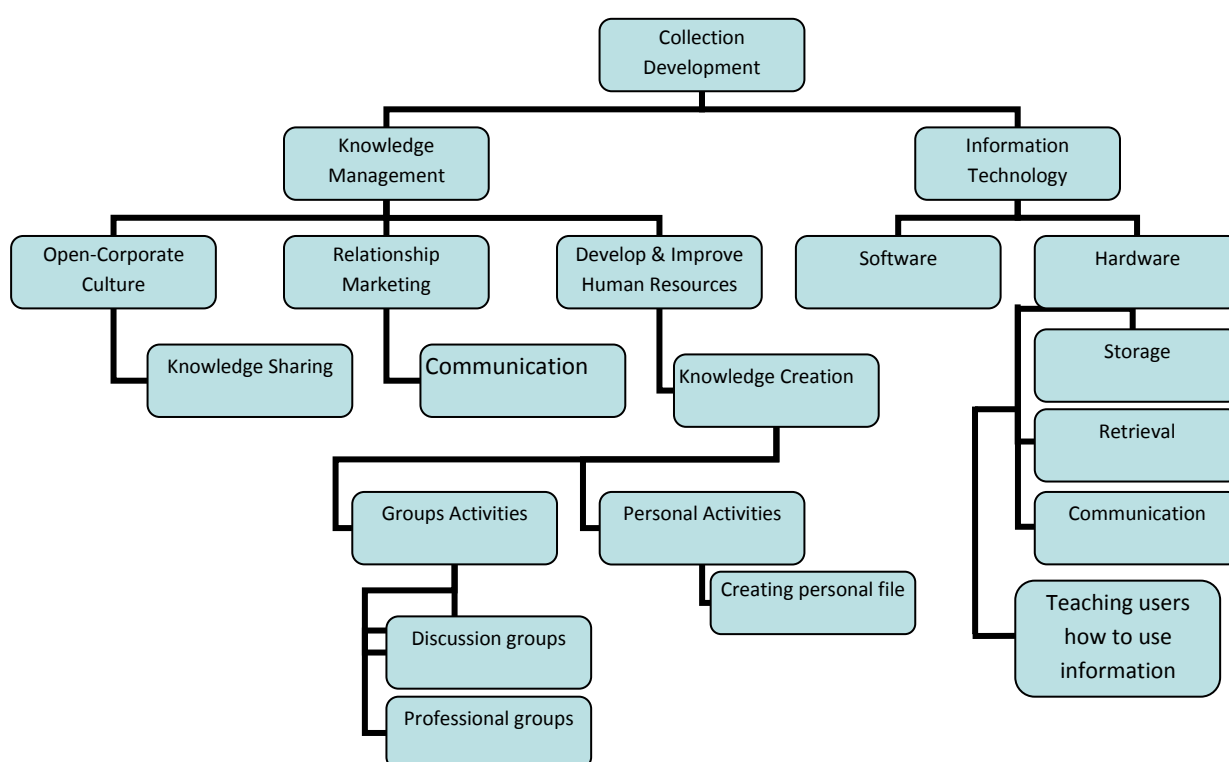 Collection
Development
Knowledge
Management
Information
Technology
Open-Corporate
Culture
Relationship
Marketing
Develop & Improve
Human Resources
Software
Hardware
Knowledge Sharing
Communication
Knowledge Creation
Storage
Retrieval
Communication
Groups Activities
Personal Activities
Creating personal file
Discussion groups
Professional groups
Teaching users
how to use
information